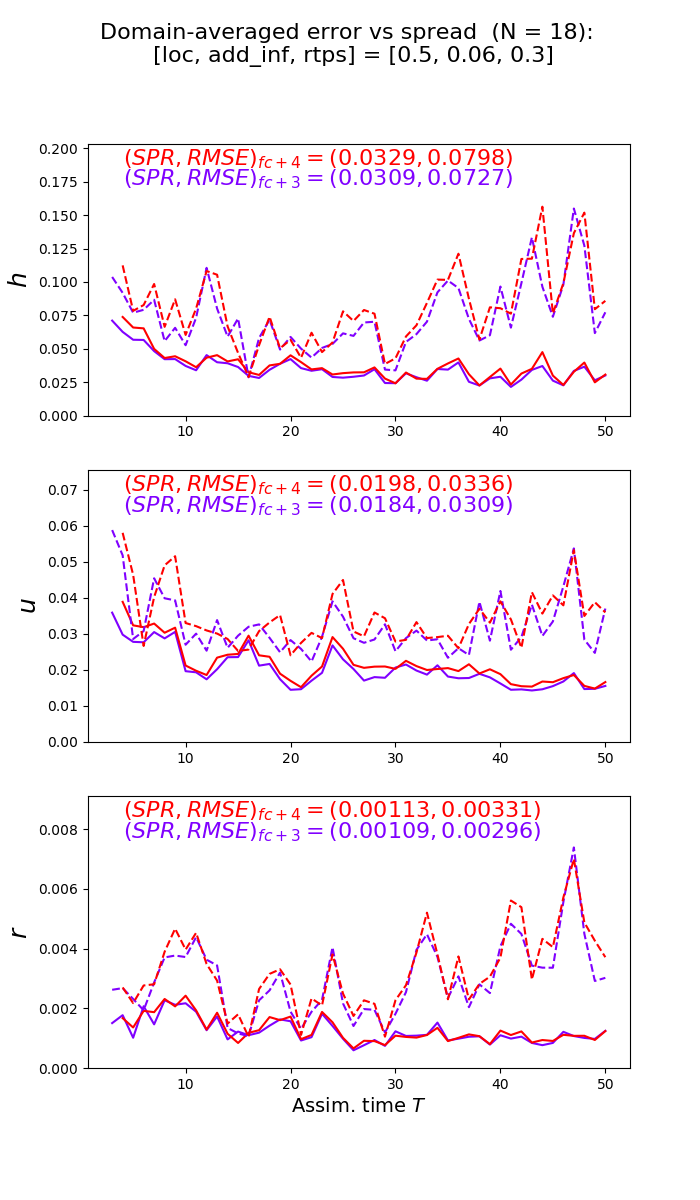 Domain-averaged error vs spread (N = 18):
[loc, add_inf, rtps] = [0.5, 0.06, 0.3]
(SPR, RMSE)fc+4 = (0.0329, 0.0798)
(SPR, RMSE)fc+3 = (0.0309, 0.0727)
h
0.200
0.175
0.150
0.125
0.100
0.075
0.050
0.025
0.000
10 20 30 40 50
(SPR, RMSE)fc+4 = (0.0198, 0.0336)
(SPR, RMSE)fc+3 = (0.0184, 0.0309)
u
0.07
0.06
0.05
0.04
0.03
0.02
0.01
0.00
10 20 30 40 50
(SPR, RMSE)fc+4 = (0.00113, 0.00331)
(SPR, RMSE)fc+3 = (0.00109, 0.00296)
r
0.008
0.006
0.004
0.002
0.000
10 20 30 40 50
Assim. time T